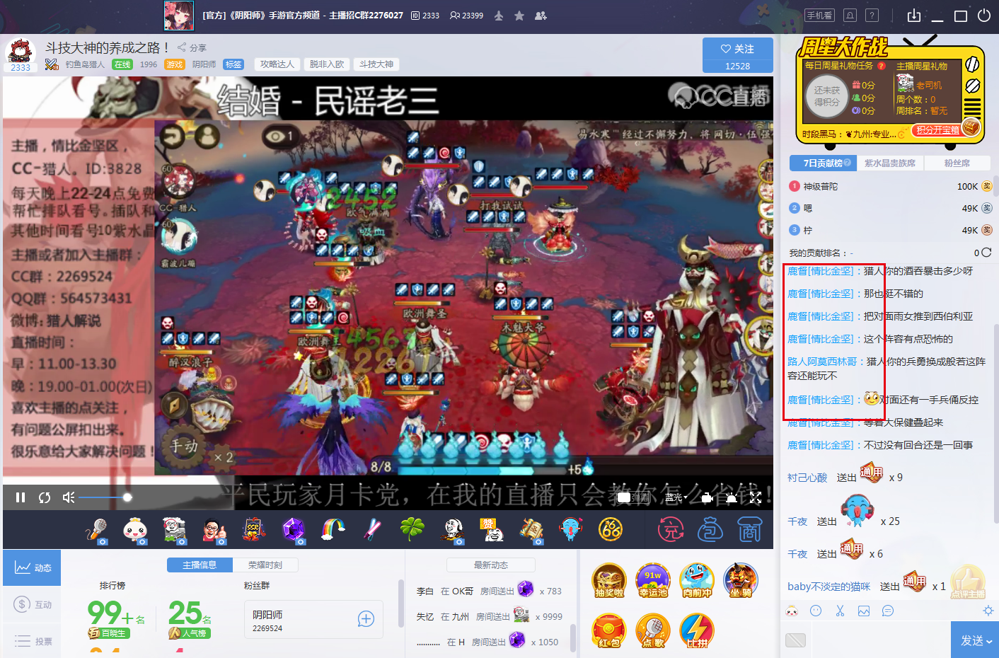 [官方]《阴阳师》手游官方频道 - 主播招C群2276027 ID 2333 23399
手机看 ?
斗技大神的养成之路！ 分享
2333 钓鱼岛猎人 在线 1996 游戏 阴阳师 标签 攻略达人 脱非入欧 斗技大神
关注
12528
结婚 - 民谣老三
CC直播
主播，情比金坚区，
CC-猎人。ID:3828
每天晚上22-24点免费
帮忙排队看号。插队和
其他时间看号10紫水晶
主播或者加入主播群：
CC群：2269524
QQ群：564573431
微博:猎人解说
直播时间：
早：11.00-13.30
晚：19.00-01.00(次日)
喜欢主播的点关注，
有问题公屏扣出来。
很乐意给大家解决问题！
1
易水寒 经过不懈努力，将 网切·伍
60
CC-猎人
60
霸波儿嘣
2452
欧气满满
吸血
打我试试
欧洲舞圣
木魅大爷
欧洲舞王
14567
12261
醉汉浪子
手动
×2
8/8
+5
平民玩家月卡党，在我的直播只会教你怎么省钱！
弹幕 蓝光
SSR
赞
66
充 包 商
动态
互动
投票
主播信息 荣耀时刻
排行榜
99+名
百晓生
25名
人气榜
粉丝群
阴阳师
2269524
最新动态
李白 在 OK哥 房间送出 x 783
失忆 在 九州 房间送出 x 9999
........... 在 H 房间送出 x 1050
抽奖啦 91w 幸运池 向前冲 坐骑
红包 点歌 比拼
周星大作战
每日周星礼物任务 ? 主播周星礼物
还未获
得积分
0分
0分
0分
老司机
周个数：0
周排名：暂无
时段黑马：❦九州:专业... 积分开宝箱
7日贡献榜? 紫水晶贵族席 粉丝席
1 神级普陀 100K 奖
2 嗯 49K 奖
3 柠 49K 奖
我的贡献排名：- 0
鹿督[情比金坚]：猎人你的酒吞暴击多少呀
鹿督[情比金坚]：那也挺不错的
鹿督[情比金坚]：把对面雨女推到西伯利亚
鹿督[情比金坚]：这个阵容有点恐怖的
路人阿莫西林哥：猎人你的兵勇换成般若这阵
容还能玩不
鹿督[情比金坚]：对面还有一手兵俑反控
鹿督[情比金坚]：等着大保健叠起来
鹿督[情比金坚]：不过没有回合还是一回事
衬己心酸 送出 通用 x 9
千夜 送出 x 25
千夜 送出 通用 x 6
baby不淡定的猫咪 送出 通用 x 1
点评主播
发送